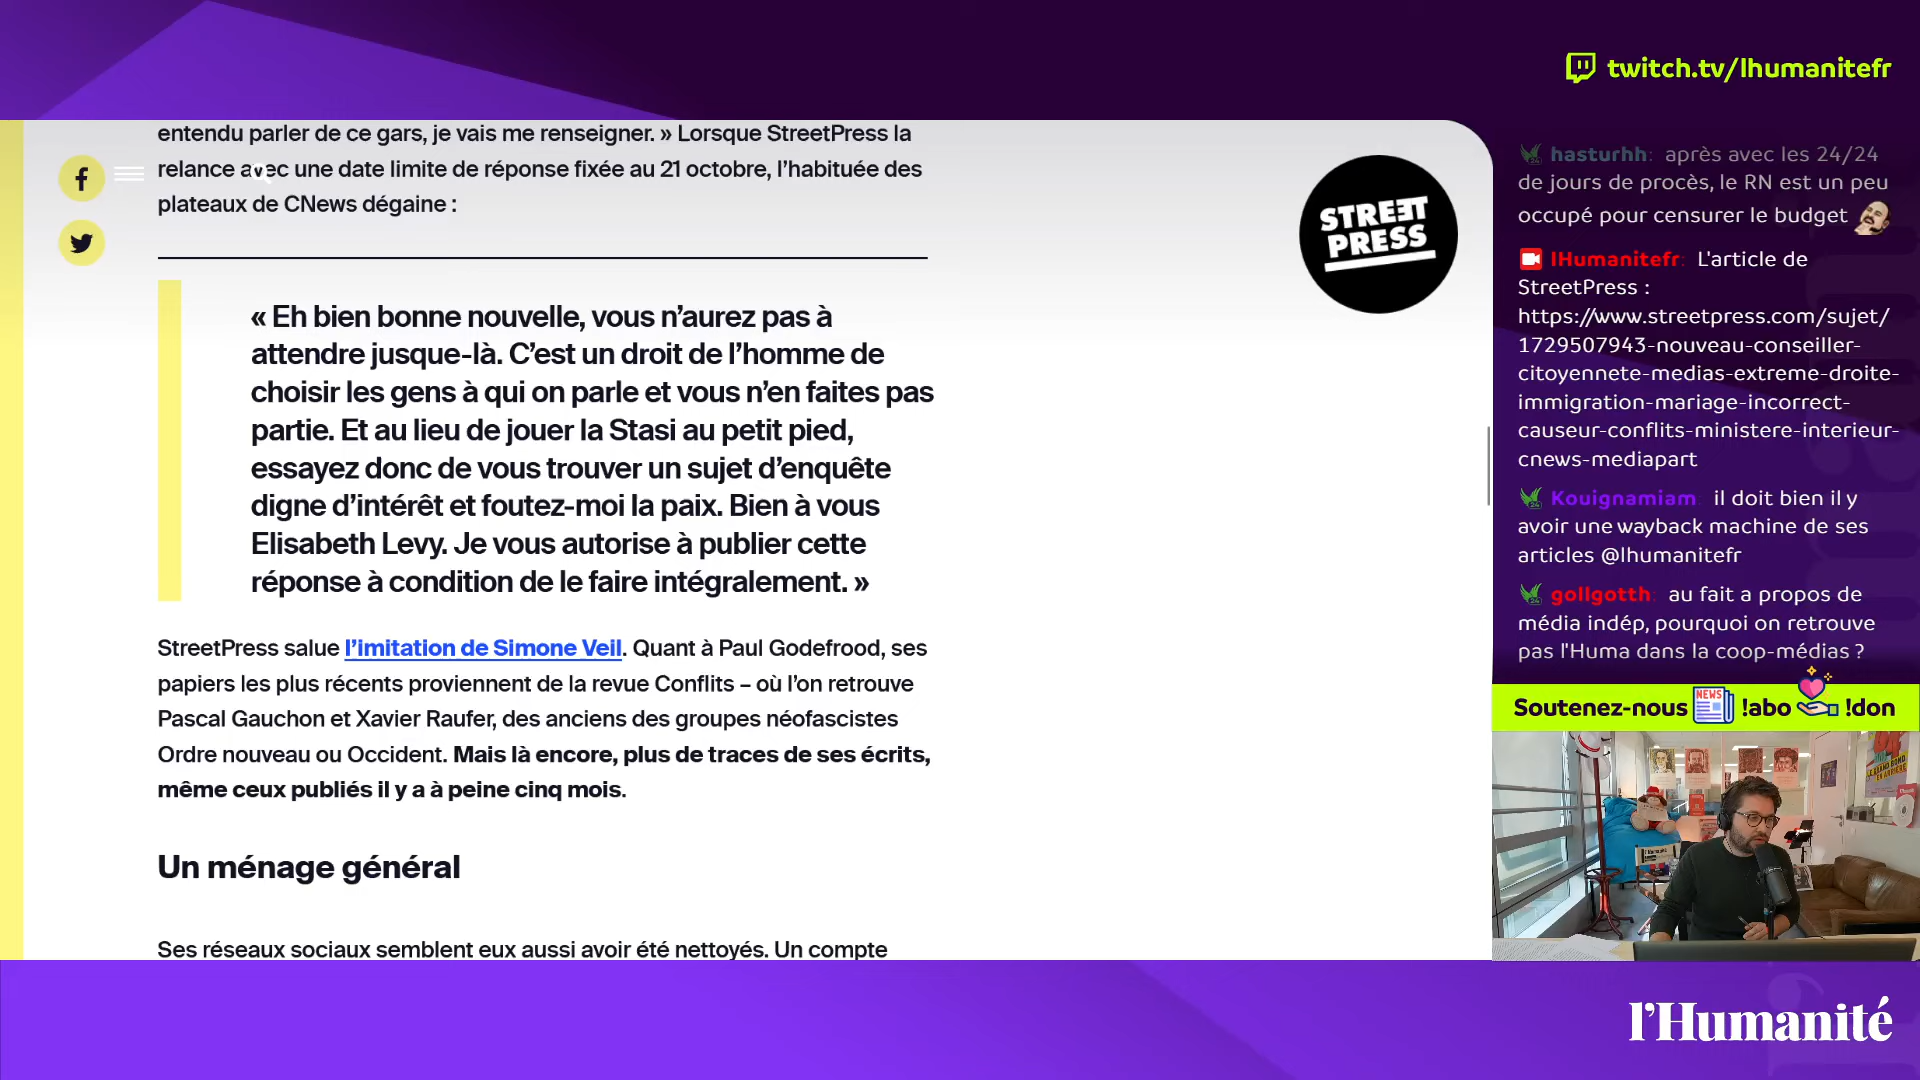 twitch.tv/lhumanitefr
entendu parler de ce gars, je vais me renseigner. » Lorsque StreetPress la
relance avec une date limite de réponse fixée au 21 octobre, l’habituée des
plateaux de CNews dégaine :
STREET
PRESS
« Eh bien bonne nouvelle, vous n’aurez pas à
attendre jusque-là. C’est un droit de l’homme de
choisir les gens à qui on parle et vous n’en faites pas
partie. Et au lieu de jouer la Stasi au petit pied,
essayez donc de vous trouver un sujet d’enquête
digne d’intérêt et foutez-moi la paix. Bien à vous
Elisabeth Levy. Je vous autorise à publier cette
réponse à condition de le faire intégralement. »
StreetPress salue l’imitation de Simone Veil. Quant à Paul Godefrood, ses
papiers les plus récents proviennent de la revue Conflits – où l’on retrouve
Pascal Gauchon et Xavier Raufer, des anciens des groupes néofascistes
Ordre nouveau ou Occident. Mais là encore, plus de traces de ses écrits,
même ceux publiés il y a à peine cinq mois.
Un ménage général
Ses réseaux sociaux semblent eux aussi avoir été nettoyés. Un compte
hasturhh: après avec les 24/24
de jours de procès, le RN est un peu
occupé pour censurer le budget
lHumanitefr: L'article de
StreetPress :
https://www.streetpress.com/sujet/
1729507943-nouveau-conseiller-
citoyennete-medias-extreme-droite-
immigration-mariage-incorrect-
causeur-conflits-ministere-interieur-
cnews-mediapart
Kouignamiam: il doit bien il y
avoir une wayback machine de ses
articles @lhumanitefr
gollgotth: au fait a propos de
média indép, pourquoi on retrouve
pas l'Huma dans la coop-médias ?
Soutenez-nous NEWS !abo !don
l'Humanité